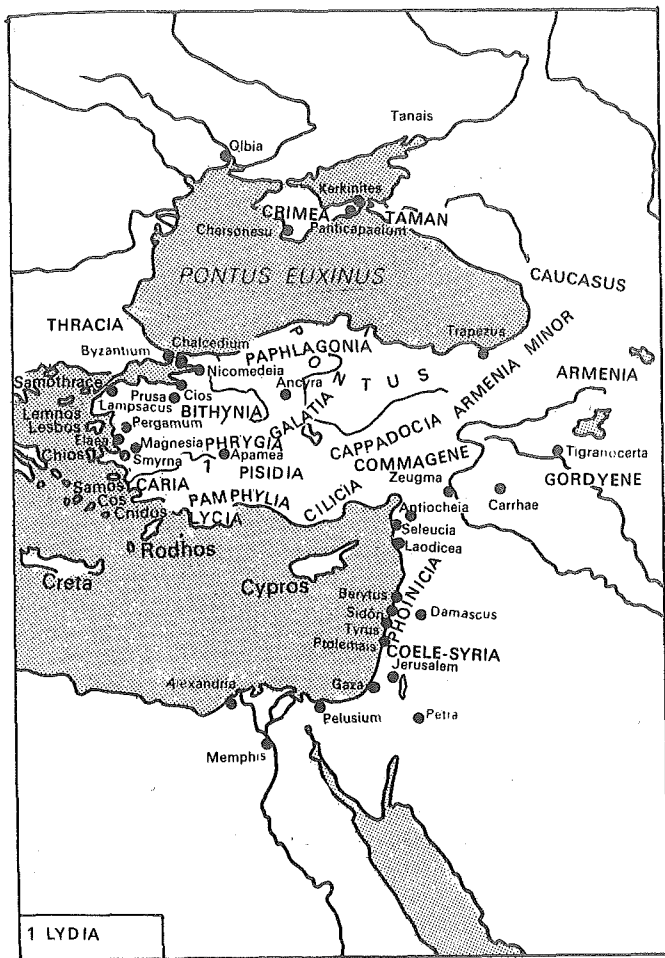 Tanais
Olbia
Kerkinites
CRIMEA
TAMAN
Panticapaeium
Chersonesu
PONTUS EUXINUS
CAUCASUS
THRACIA
Trapezus
Chalcedium
PAPHLAGONIA
PONTUS
ARMENIA MINOR
Byzantium
Nicomedeia
ARMENIA
Samothrace
Ancyra
Cios
Prusa
Lampsacus
BITHYNIA
Lemnos
GALATIA
Lesbos
Pergamum
CAPPADOCIA
Elaea
Magnesia
PHRYGIA
Chios
Smyrna
1
Apamea
COMMAGENE
Tigranocerta
PISIDIA
Zeugma
GORDYENE
Samos
CARIA
Carrhae
Cos
PAMPHYLIA
CILICIA
Antiocheia
Cnidos
LYCIA
Seleucia
Rodhos
Laodicea
Creta
Cypros
Berytus
PHOINICIA
Sidón
Damascus
Tyrus
Ptolemais
COELE-SYRIA
Jerusalem
Alexandria
Gaza
Pelusium
Petra
Memphis
1 LYDIA